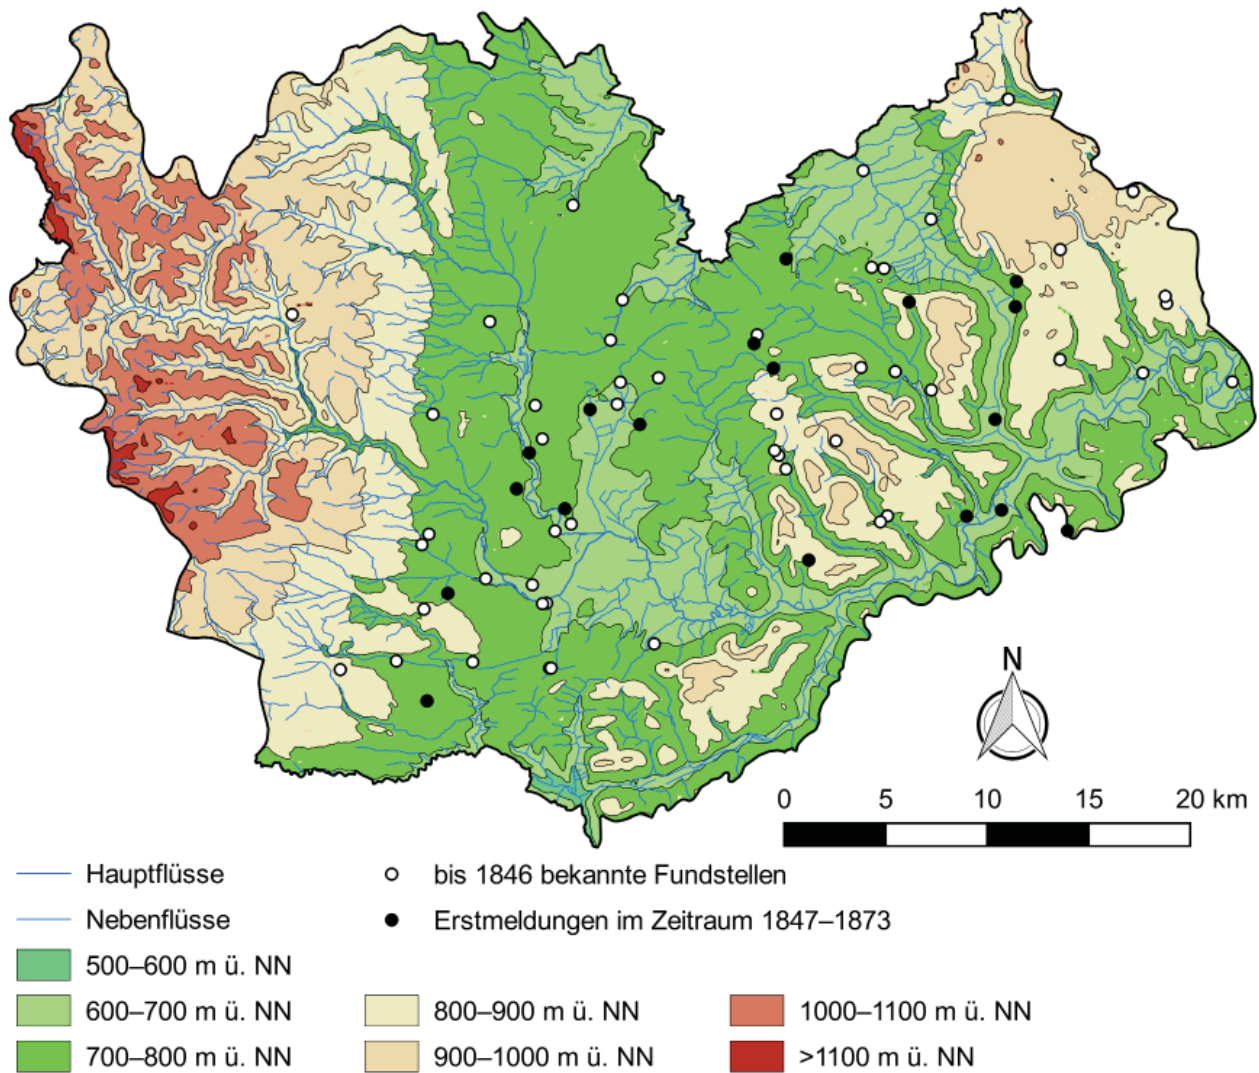 N
0 5 10 15 20 km
Hauptflüsse
bis 1846 bekannte Fundstellen
Nebenflüsse
Erstmeldungen im Zeitraum 1847–1873
500–600 m ü. NN
600–700 m ü. NN
800–900 m ü. NN
1000–1100 m ü. NN
700–800 m ü. NN
900–1000 m ü. NN
>1100 m ü. NN